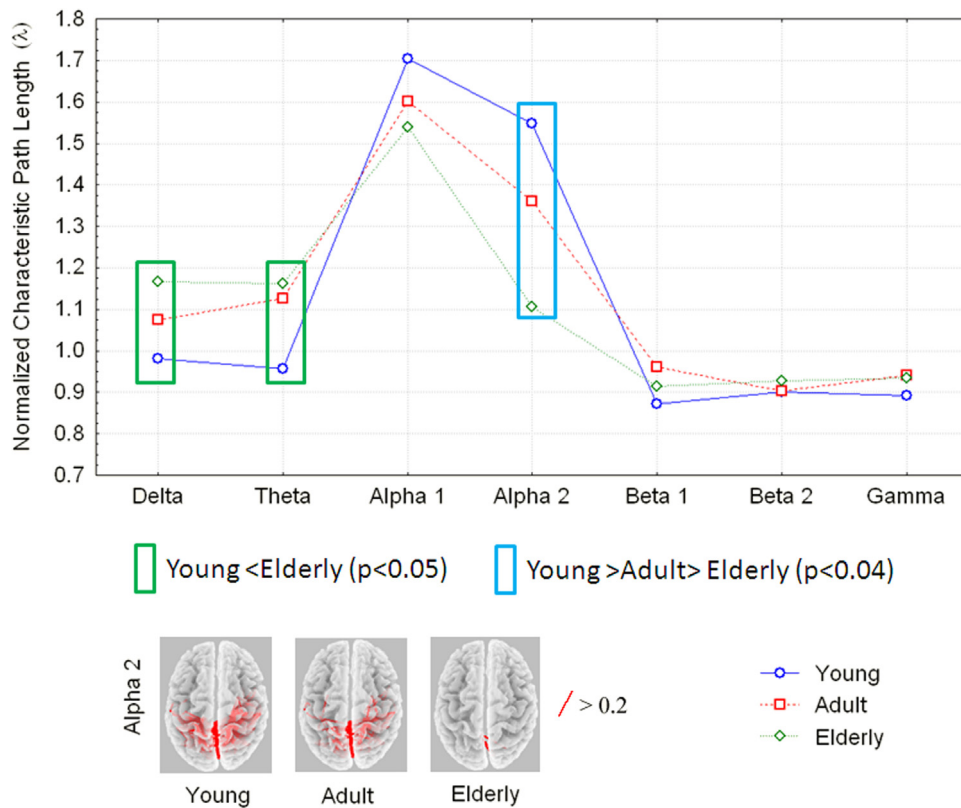 Normalized Characteristic Path Length (λ)
1.8
1.7
1.6
1.5
1.4
1.3
1.2
1.1
1.0
0.9
0.8
0.7
Delta Theta Alpha 1 Alpha 2 Beta 1 Beta 2 Gamma
Young <Elderly (p<0.05)
Young >Adult> Elderly (p<0.04)
Alpha 2
Young Adult Elderly
> 0.2
Young
Adult
Elderly